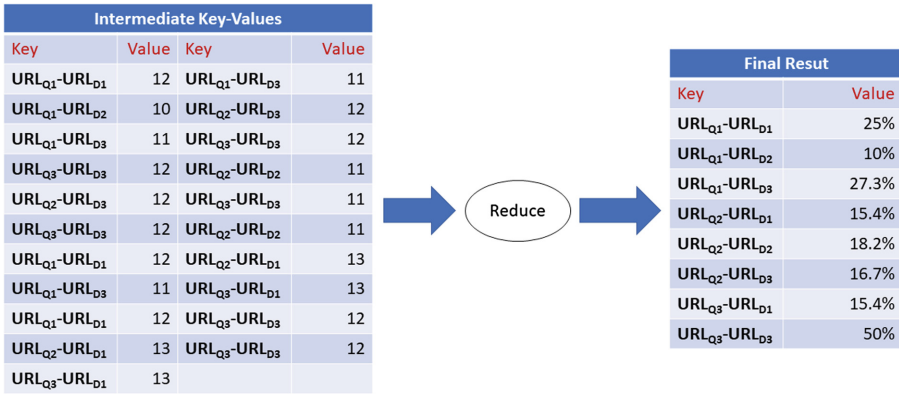 Intermediate Key-Values
Key Value Key Value
URLQ1-URLD1 12 URLQ1-URLD3 11
URLQ1-URLD2 10 URLQ2-URLD3 12
URLQ1-URLD3 11 URLQ3-URLD3 12
URLQ3-URLD3 12 URLQ2-URLD2 11
URLQ2-URLD3 12 URLQ3-URLD3 11
URLQ3-URLD3 12 URLQ2-URLD2 11
URLQ1-URLD1 12 URLQ2-URLD1 13
URLQ1-URLD3 11 URLQ3-URLD1 13
URLQ1-URLD1 12 URLQ3-URLD3 12
URLQ2-URLD1 13 URLQ3-URLD3 12
URLQ3-URLD1 13
Reduce
Final Resut
Key Value
URLQ1-URLD1 25%
URLQ1-URLD2 10%
URLQ1-URLD3 27.3%
URLQ2-URLD1 15.4%
URLQ2-URLD2 18.2%
URLQ2-URLD3 16.7%
URLQ3-URLD1 15.4%
URLQ3-URLD3 50%